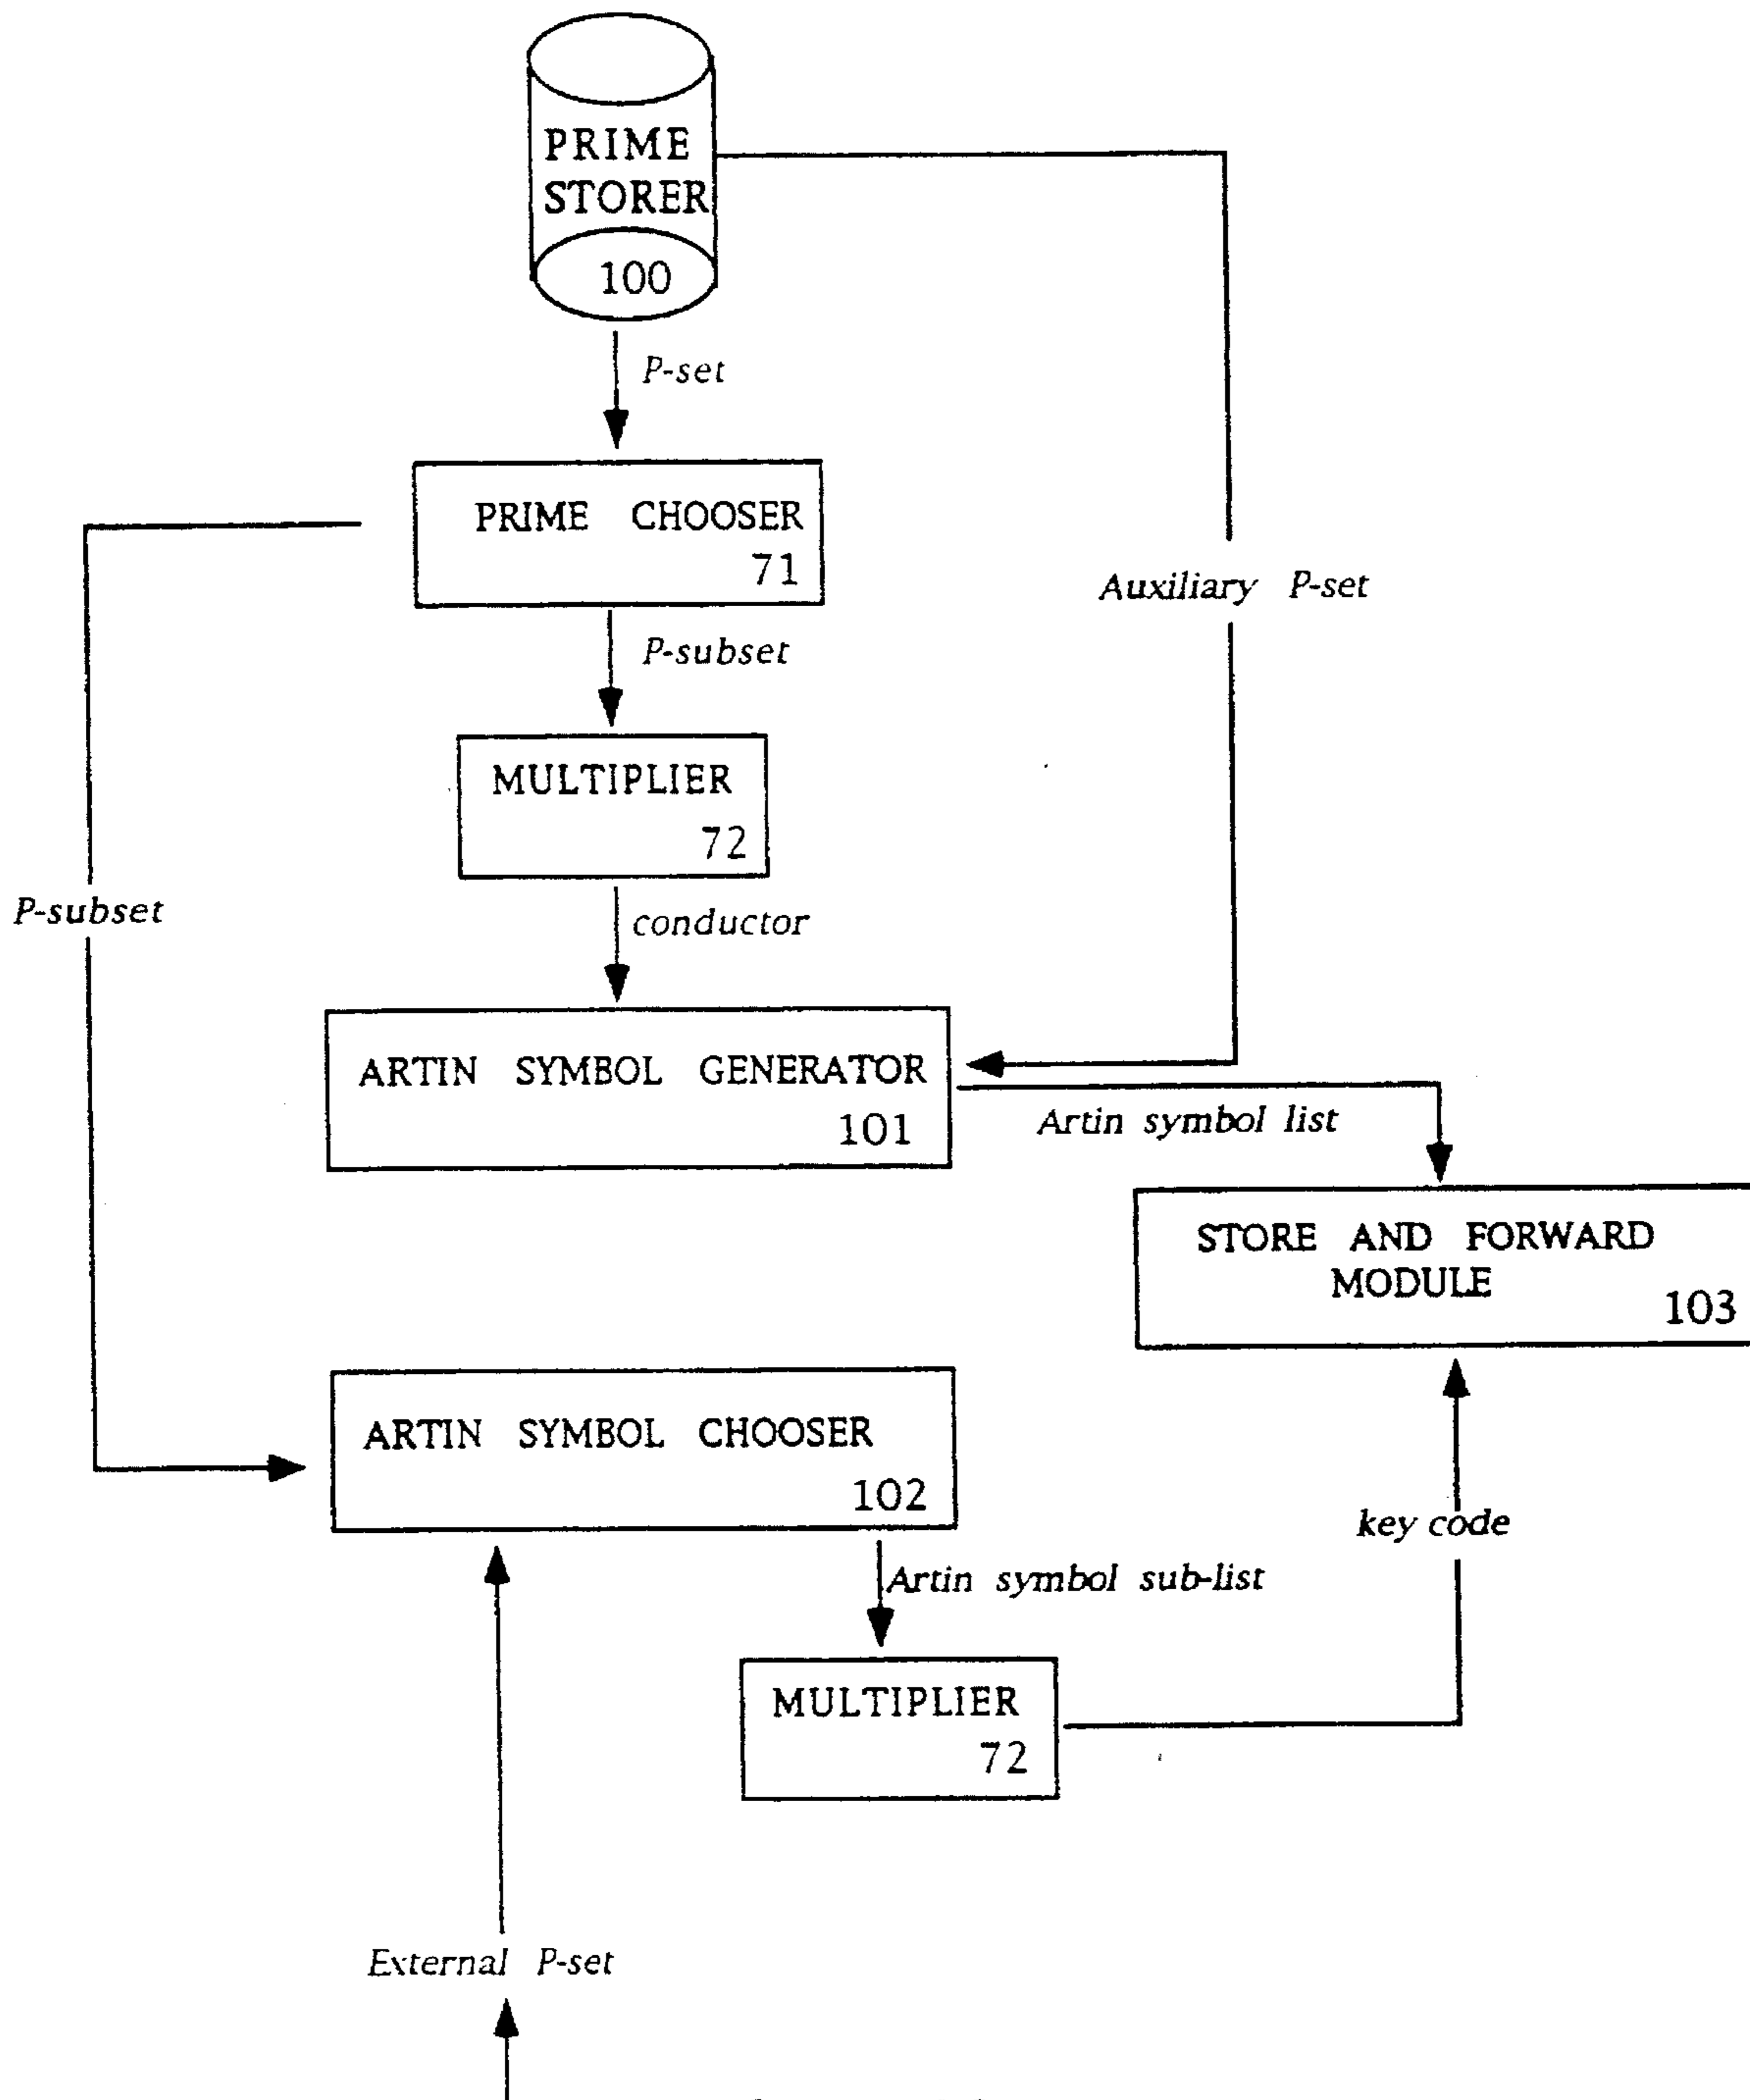 PRIME
STORER
100
P-set
PRIME CHOOSER
71
Auxiliary P-set
P-subset
MULTIPLIER
72
P-subset
conductor
ARTIN SYMBOL GENERATOR
101
Artin symbol list
STORE AND FORWARD
MODULE
103
ARTIN SYMBOL CHOOSER
102
key code
Artin symbol sub-list
MULTIPLIER
72
External P-set